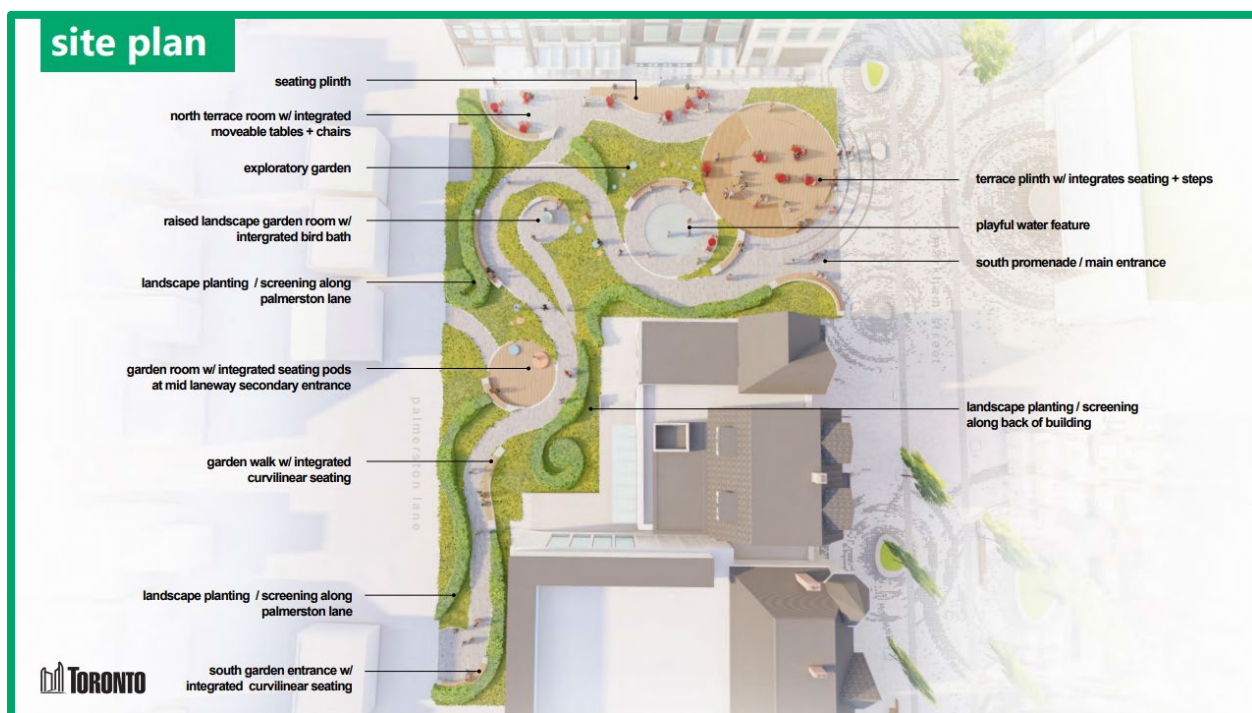 site plan
seating plinth
north terrace room w/ integrated
moveable tables + chairs
exploratory garden
raised landscape garden room w/
intergrated bird bath
landscape planting / screening along
palmerston lane
garden room w/ integrated seating pods
at mid laneway secondary entrance
garden walk w/ integrated
curvilinear seating
landscape planting / screening along
palmerston lane
south garden entrance w/
integrated curvilinear seating
palmerston lane
terrace plinth w/ integrates seating + steps
playful water feature
south promenade / main entrance
landscape planting / screening
along back of building
TORONTO